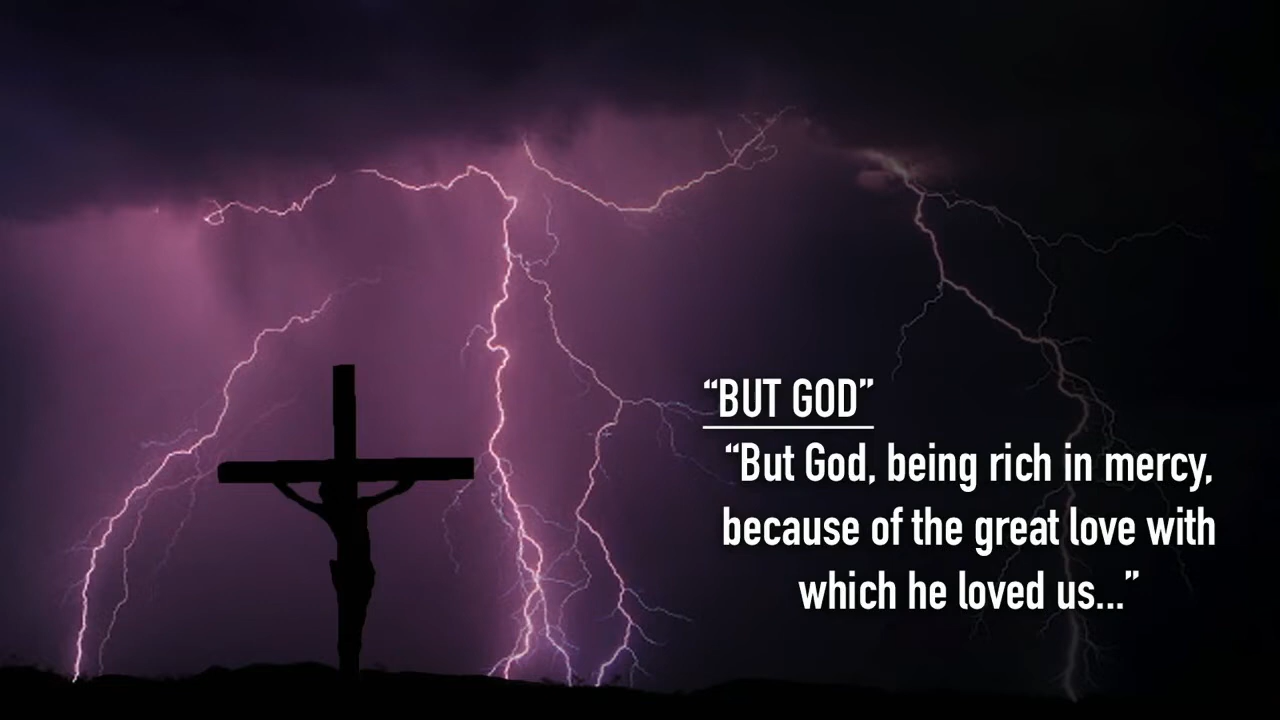 “BUT GOD”
“But God, being rich in mercy,
because of the great love with
which he loved us...”